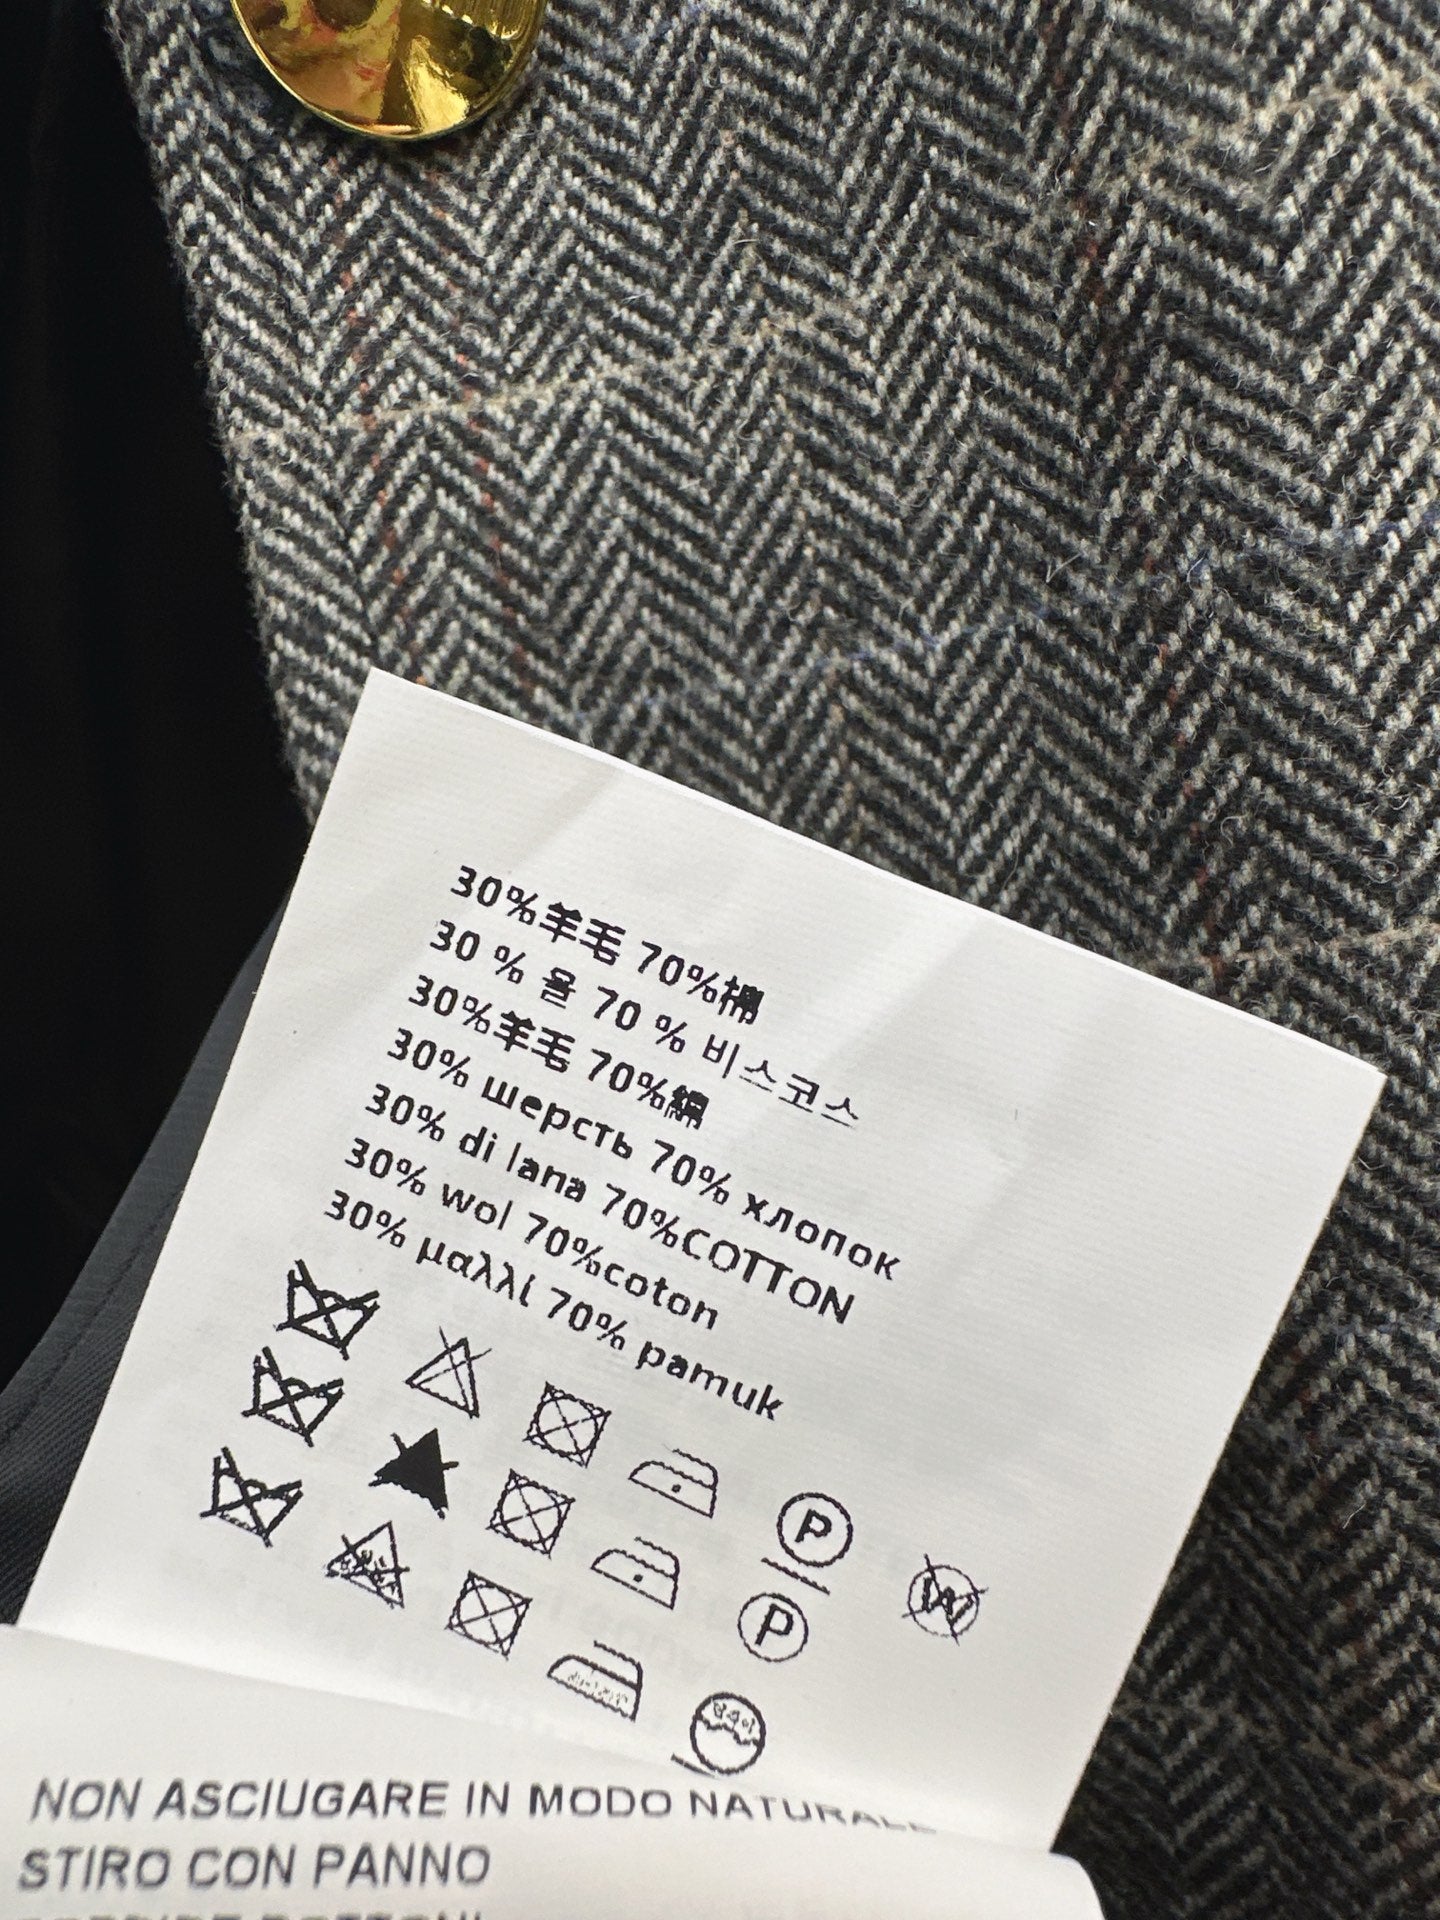 30%羊毛 70%棉
30 % 울 70 % 비스코스
30%羊毛 70%綿
30% шерсть 70% хлопок
30% di lana 70%COTTON
30% wol 70%coton
30% μαλλί 70% pamuk
P
W
P
NON ASCIUGARE IN MODO NATURALE
STIRO CON PANNO